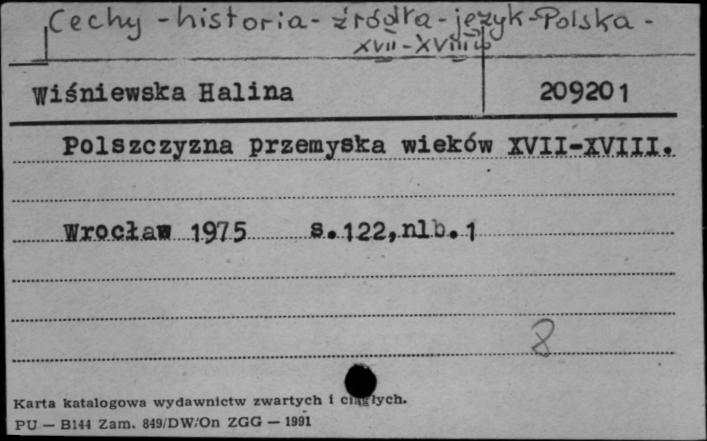 Cechy - historia - źródła - język - Polska -
XVII - XVIII w
Wiśniewska Halina 209201
Polszczyzna przemyska wieków XVII-XVIII.
Wrocław 1975 s.122,nlb.1
8
Karta katalogowa wydawnictw zwartych i ciągłych.
PU — B144 Zam. 849/DW/On ZGG — 1991